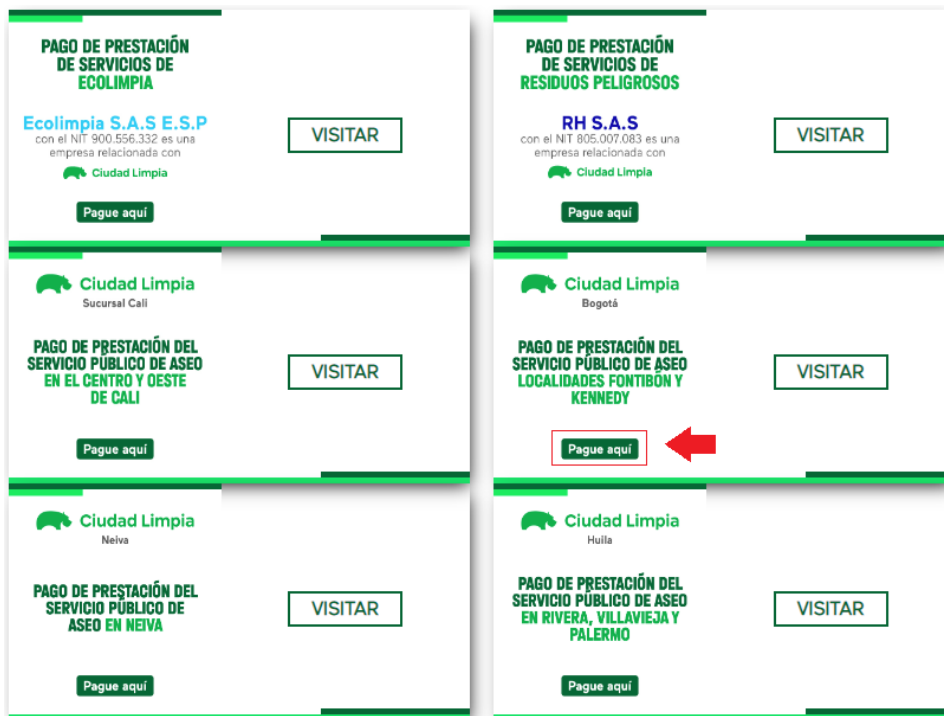 PAGO DE PRESTACIÓN
DE SERVICIOS DE
ECOLIMPIA
Ecolimpia S.A.S E.S.P
con el NIT 900.556.332 es una
empresa relacionada con
Ciudad Limpia
Pague aquí
VISITAR
PAGO DE PRESTACIÓN
DE SERVICIOS DE
RESIDUOS PELIGROSOS
RH S.A.S
con el NIT 805.007.083 es una
empresa relacionada con
Ciudad Limpia
Pague aquí
VISITAR
Ciudad Limpia
Sucursal Cali
PAGO DE PRESTACIÓN DEL
SERVICIO PÚBLICO DE ASEO
EN EL CENTRO Y OESTE
DE CALI
Pague aquí
VISITAR
Ciudad Limpia
Bogotá
PAGO DE PRESTACIÓN DEL
SERVICIO PÚBLICO DE ASEO
LOCALIDADES FONTIBÓN Y
KENNEDY
Pague aquí
VISITAR
Ciudad Limpia
Neiva
PAGO DE PRESTACIÓN DEL
SERVICIO PÚBLICO DE
ASEO EN NEIVA
Pague aquí
VISITAR
Ciudad Limpia
Huila
PAGO DE PRESTACIÓN DEL
SERVICIO PÚBLICO DE ASEO
EN RIVERA, VILLAVIEJA Y
PALERMO
Pague aquí
VISITAR